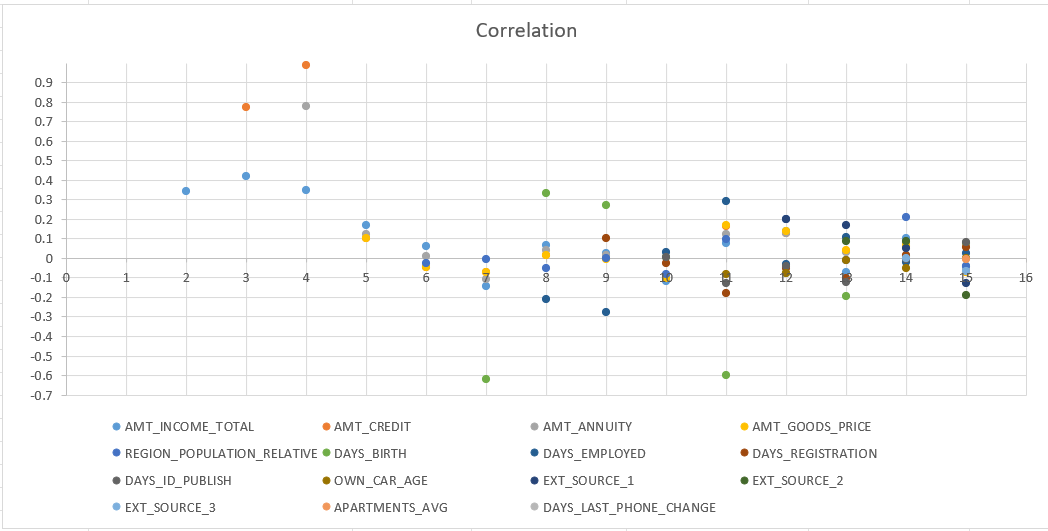 Correlation
0.9
0.8
0.7
0.6
0.5
0.4
0.3
0.2
0.1
0
-0.1
-0.2
-0.3
-0.4
-0.5
-0.6
-0.7
0 1 2 3 4 5 6 7 8 9 10 11 12 13 14 15 16
AMT_INCOME_TOTAL AMT_CREDIT AMT_ANNUITY AMT_GOODS_PRICE
REGION_POPULATION_RELATIVE DAYS_BIRTH DAYS_EMPLOYED DAYS_REGISTRATION
DAYS_ID_PUBLISH OWN_CAR_AGE EXT_SOURCE_1 EXT_SOURCE_2
EXT_SOURCE_3 APARTMENTS_AVG DAYS_LAST_PHONE_CHANGE